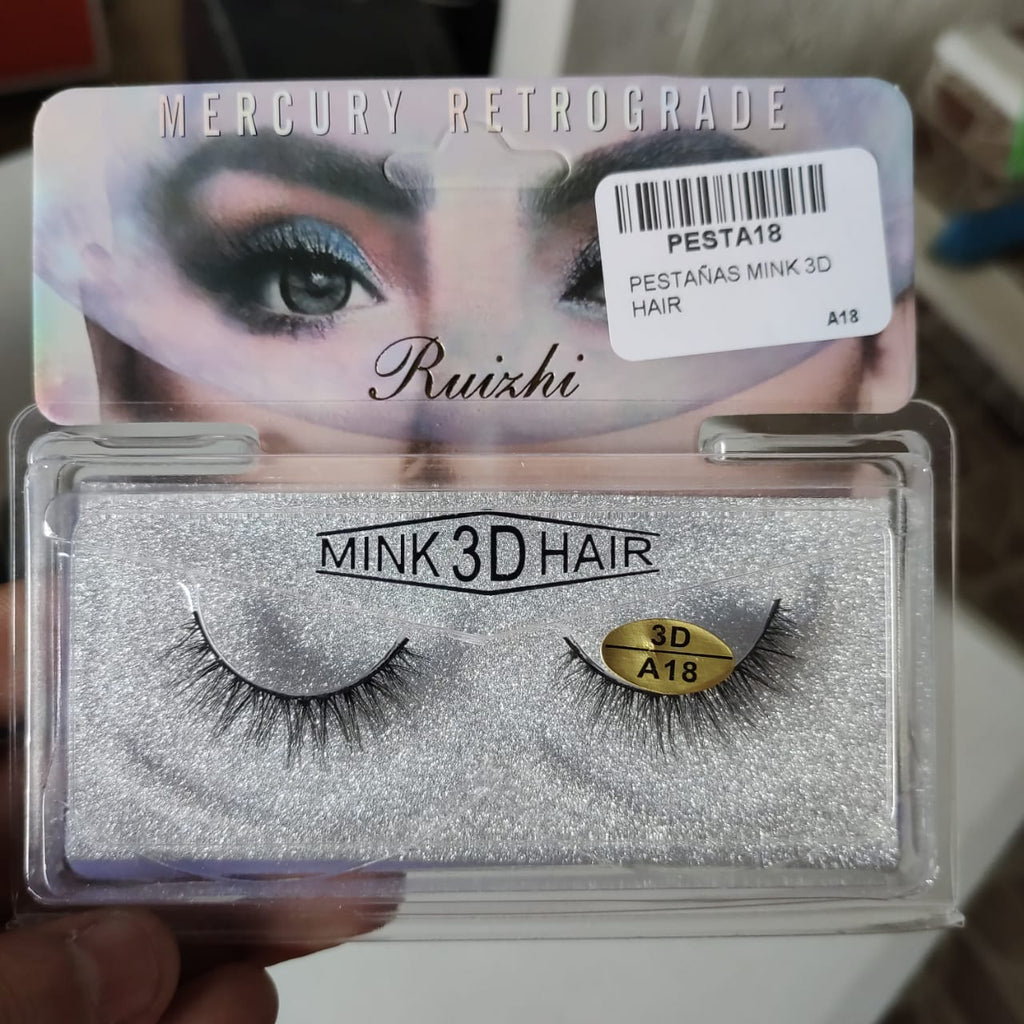 MERCURY RETROGRADE
PESTA18
PESTAÑAS MINK 3D
HAIR
A18
Ruizhi
MINK 3D HAIR
3D
A18